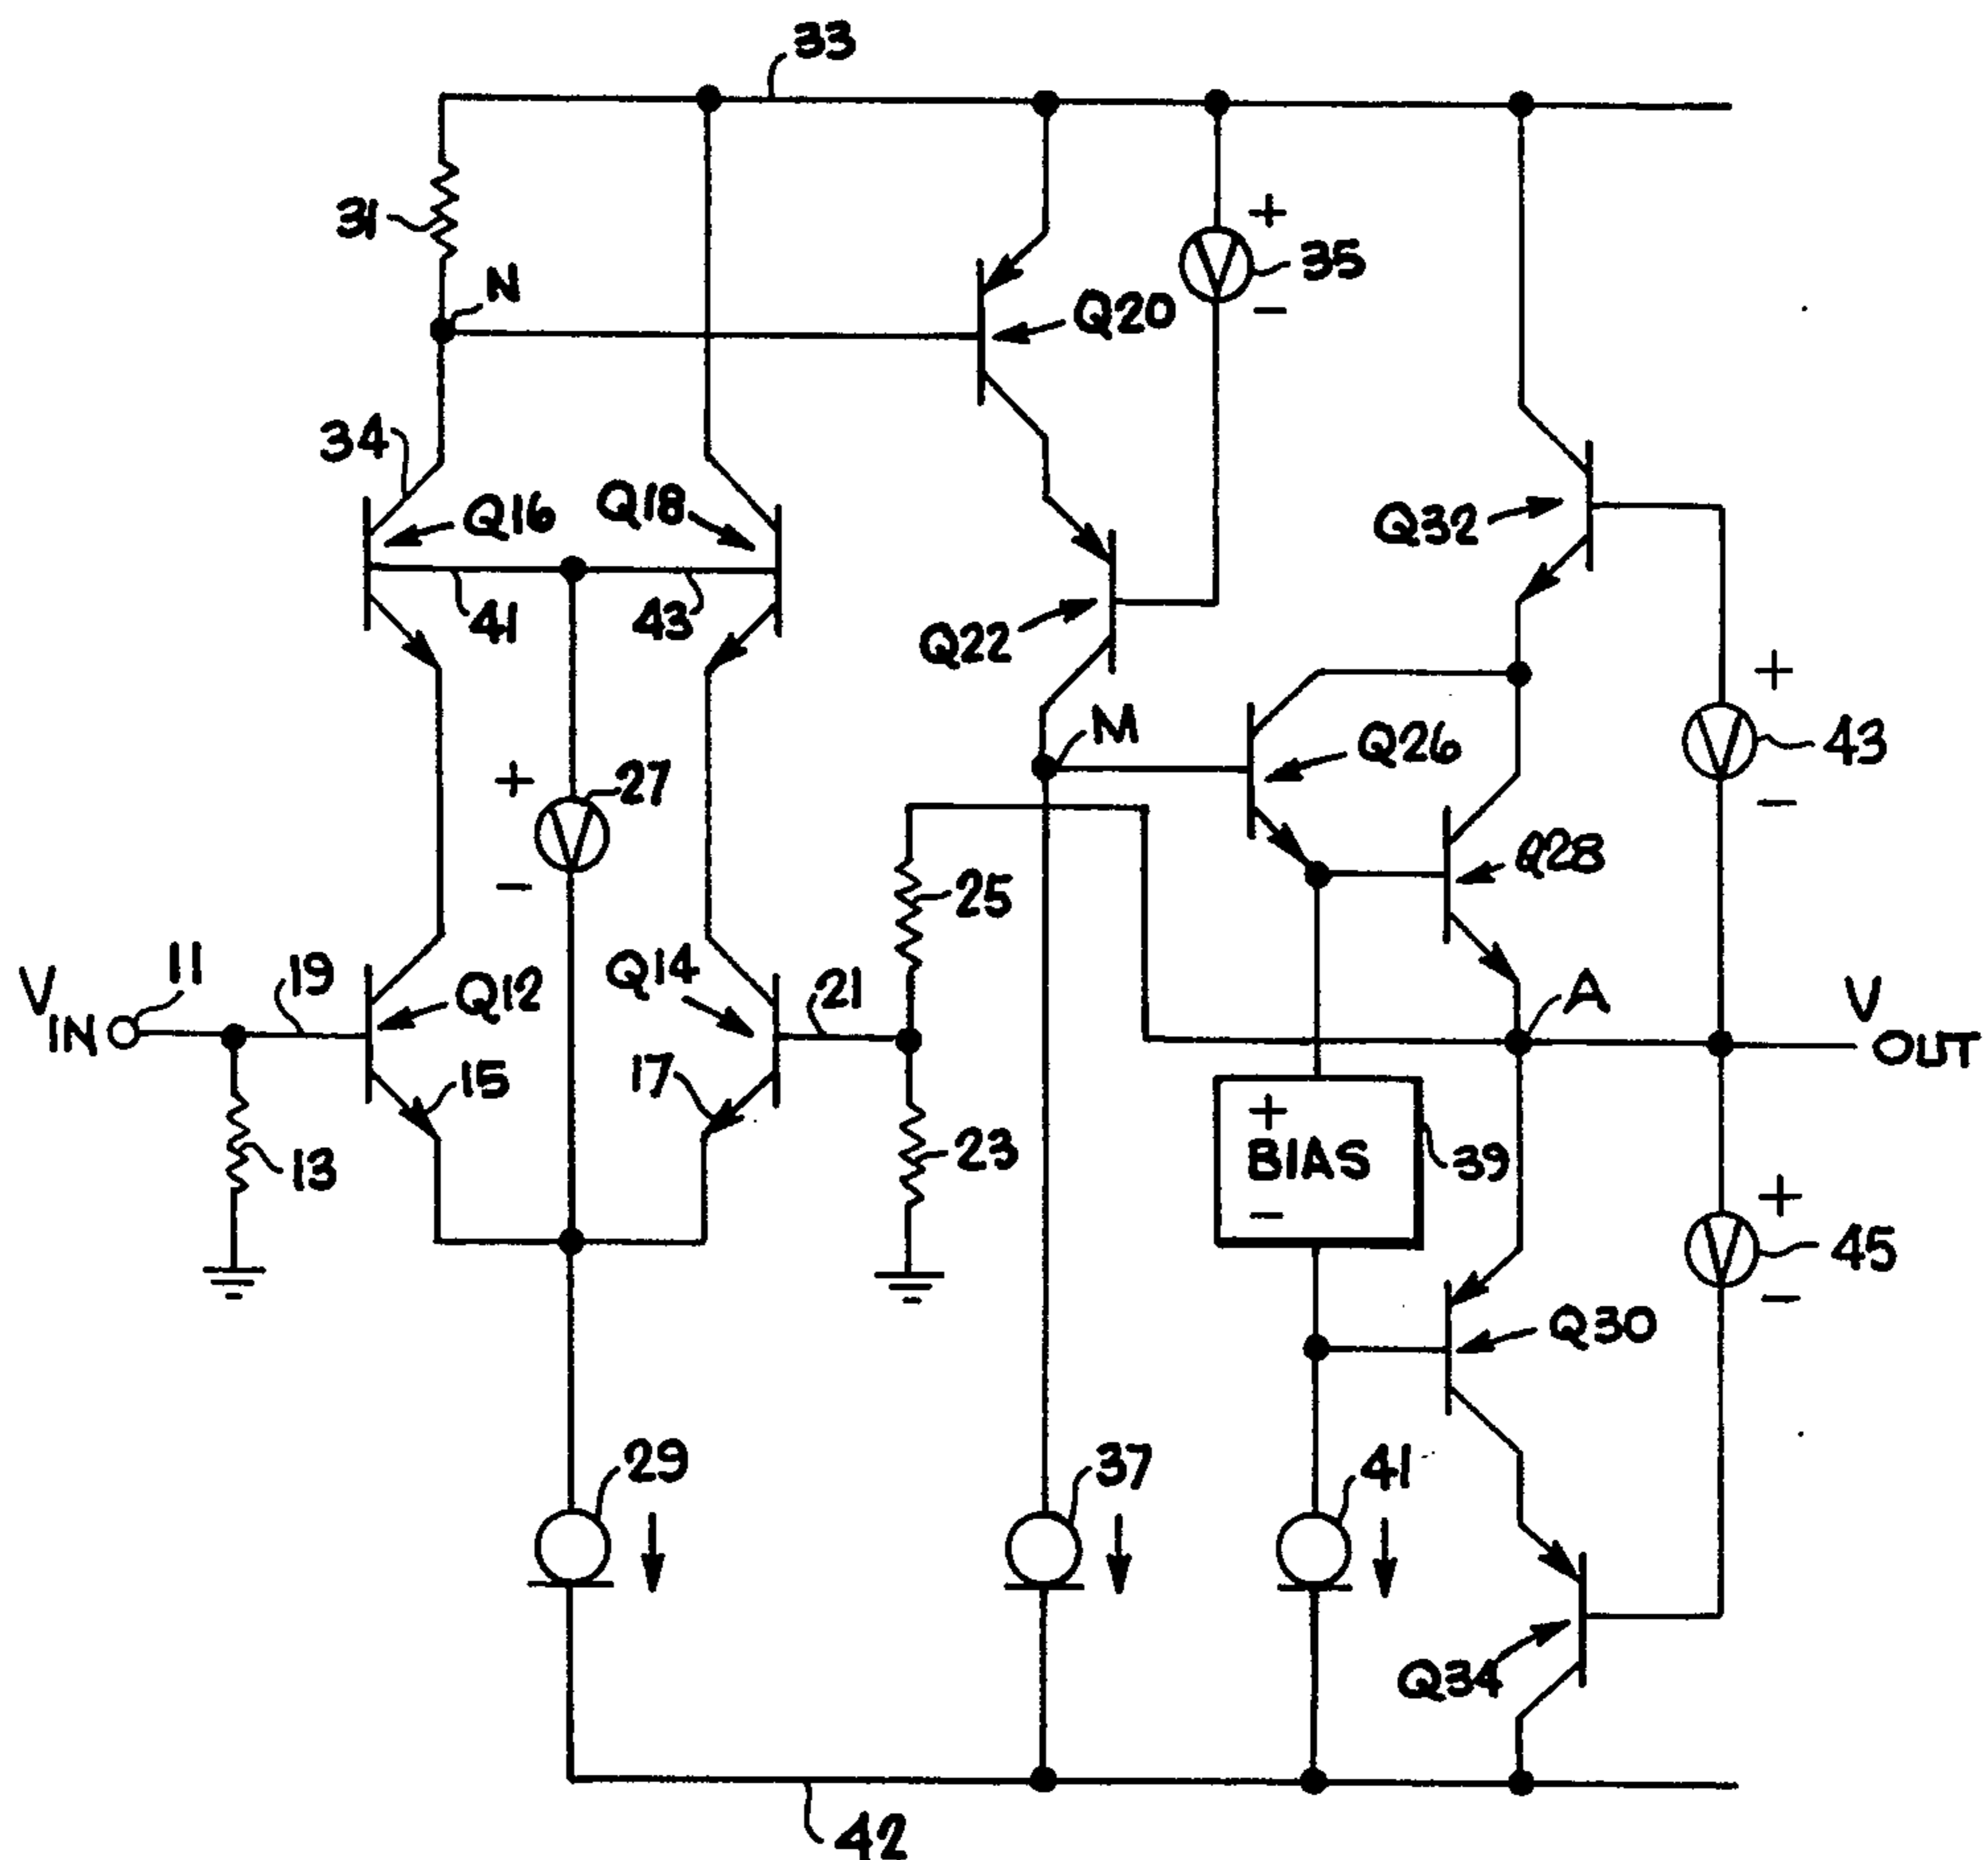 33
31
N
+
35
−
Q20
34
Q16
Q18
Q32
41
43
Q22
M
Q26
+
43
−
+
27
−
25
Q28
11
19
Q12
Q14
21
A
V
OUT
V
IN
15
17
13
23
+
BIAS
−
39
+
45
−
Q30
29
37
41
Q34
42